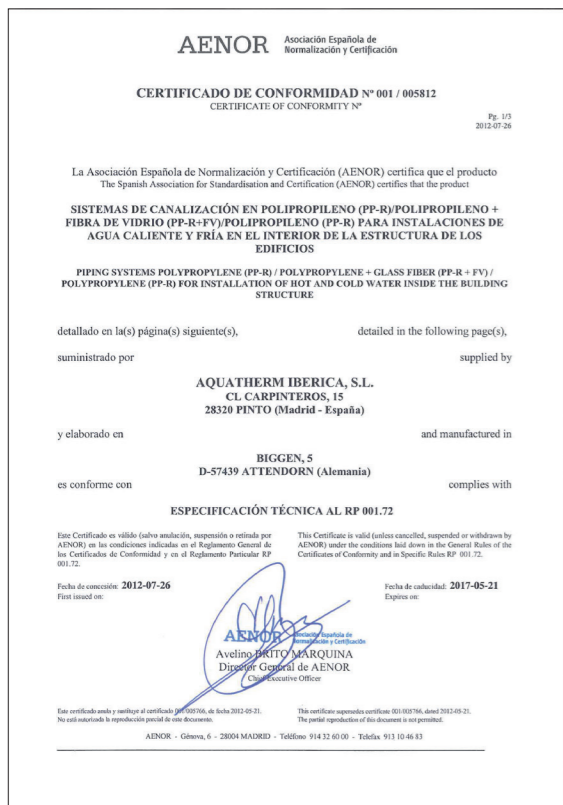 AENOR Asociación Española de
Normalización y Certificación
CERTIFICADO DE CONFORMIDAD Nº 001 / 005812
CERTIFICATE OF CONFORMITY Nº
Pg. 1/3
2012-07-26
La Asociación Española de Normalización y Certificación (AENOR) certifica que el producto
The Spanish Association for Standardisation and Certification (AENOR) certifies that the product
SISTEMAS DE CANALIZACIÓN EN POLIPROPILENO (PP-R)/POLIPROPILENO +
FIBRA DE VIDRIO (PP-R+FV)/POLIPROPILENO (PP-R) PARA INSTALACIONES DE
AGUA CALIENTE Y FRÍA EN EL INTERIOR DE LA ESTRUCTURA DE LOS
EDIFICIOS
PIPING SYSTEMS POLYPROPYLENE (PP-R) / POLYPROPYLENE + GLASS FIBER (PP-R + FV) /
POLYPROPYLENE (PP-R) FOR INSTALLATION OF HOT AND COLD WATER INSIDE THE BUILDING
STRUCTURE
detallado en la(s) página(s) siguiente(s), detailed in the following page(s),
suministrado por supplied by
AQUATHERM IBERICA, S.L.
CL CARPINTEROS, 15
28320 PINTO (Madrid - España)
y elaborado en and manufactured in
BIGGEN, 5
D-57439 ATTENDORN (Alemania)
es conforme con complies with
ESPECIFICACIÓN TÉCNICA AL RP 001.72
Este Certificado es válido (salvo anulación, suspensión o retirada por
AENOR) en las condiciones indicadas en el Reglamento General de
los Certificados de Conformidad y en el Reglamento Particular RP
001.72.
This Certificate is valid (unless cancelled, suspended or withdrawn by
AENOR) under the conditions laid down in the General Rules of the
Certificates of Conformity and in Specific Rules RP 001.72.
Fecha de concesión: 2012-07-26
First issued on:
Fecha de caducidad: 2017-05-21
Expires on:
AENOR Asociación Española de
Normalización y Certificación
Avelino BRITO MARQUINA
Director General de AENOR
Chief Executive Officer
Este certificado anula y sustituye al certificado 001/005766, de fecha 2012-05-21.
No está autorizada la reproducción parcial de este documento.
This certificate supersedes certificate 001/005766, dated 2012-05-21.
The partial reproduction of this document is not permitted.
AENOR - Génova, 6 - 28004 MADRID - Teléfono 914 32 60 00 - Telefax 913 10 46 83